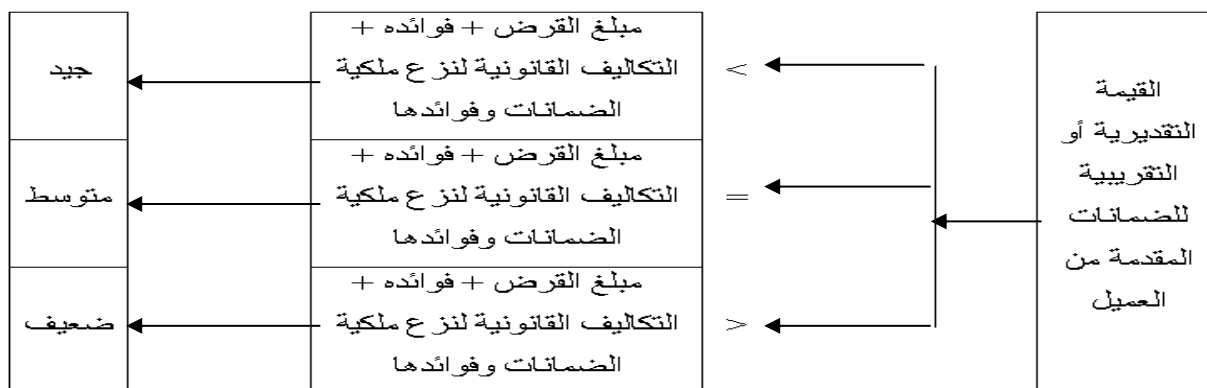 القيمة
التقديرية أو
التقريبية
للضمانات
المقدمة من
العميل
<
مبلغ القرض + فوائده +
التكاليف القانونية لنزع ملكية
الضمانات وفوائدها
جيد
=
مبلغ القرض + فوائده +
التكاليف القانونية لنزع ملكية
الضمانات وفوائدها
متوسط
>
مبلغ القرض + فوائده +
التكاليف القانونية لنزع ملكية
الضمانات وفوائدها
ضعيف